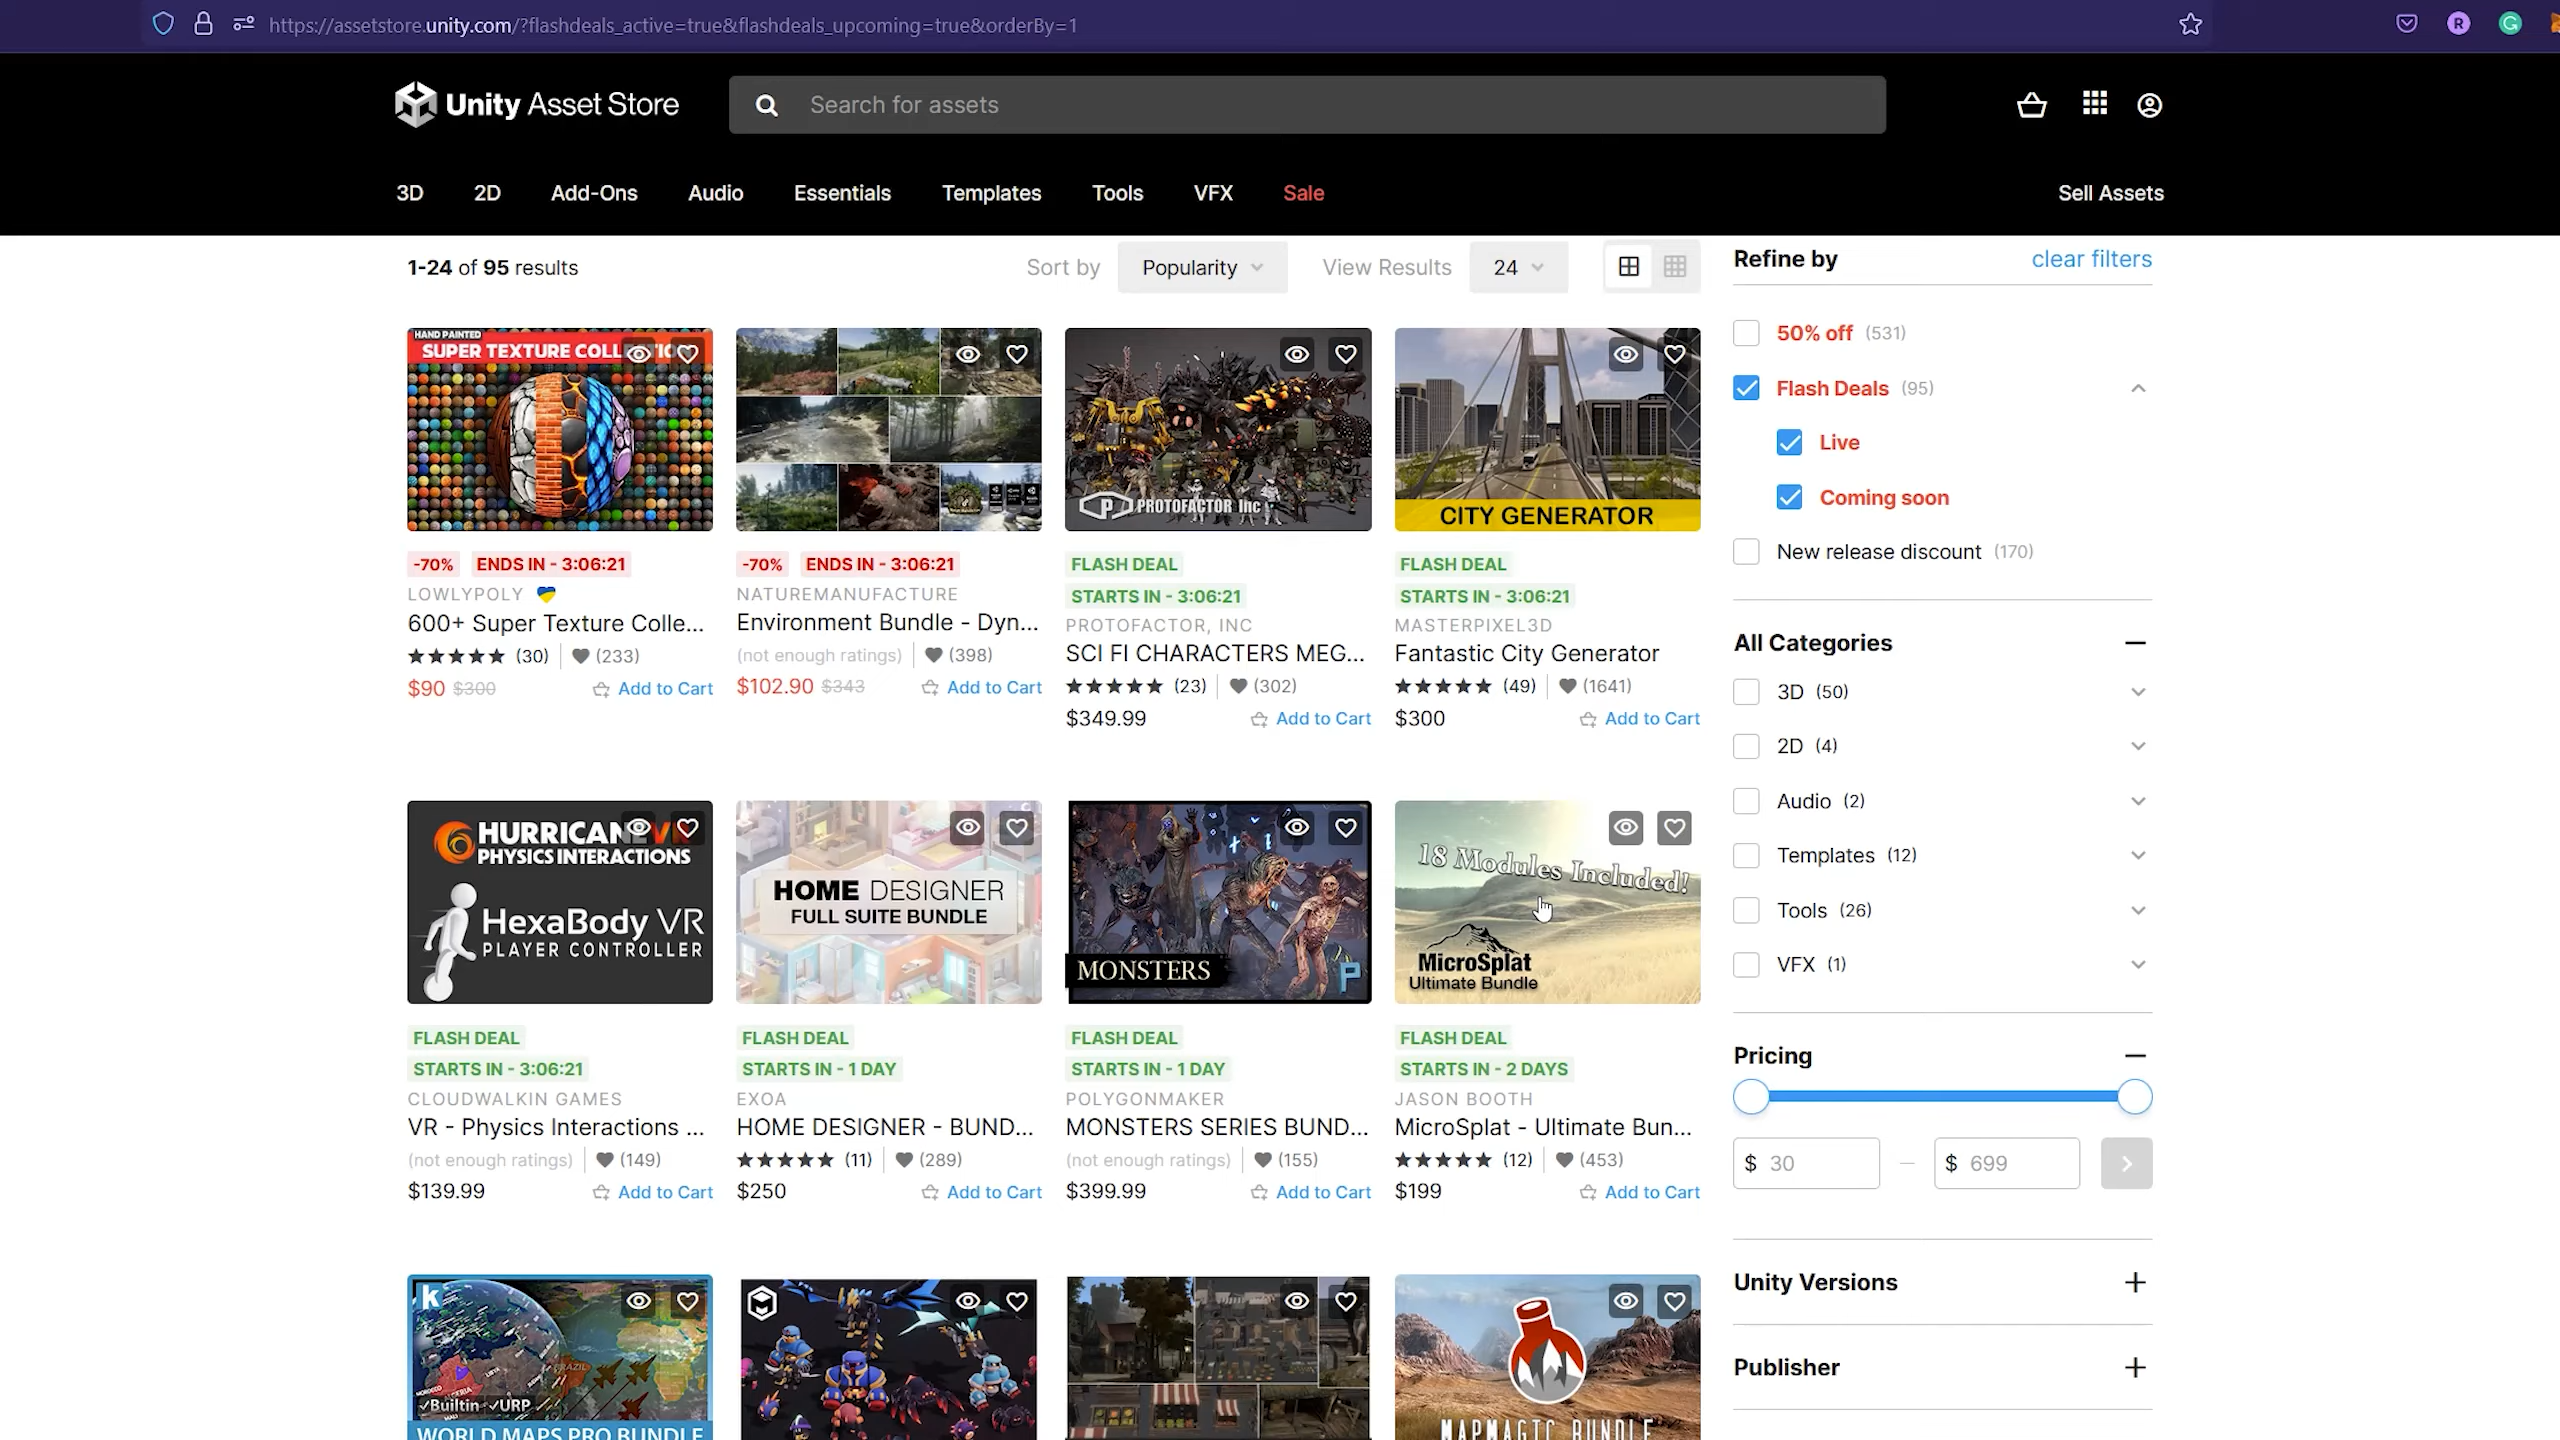 https://assetstore.unity.com/?flashdeals_active=true&flashdeals_upcoming=true&orderBy=1
R
G
Unity Asset Store
Search for assets
3D 2D Add-Ons Audio Essentials Templates Tools VFX Sale Sell Assets
1-24 of 95 results
Sort by Popularity View Results 24
Refine by clear filters
50% off (531)
Flash Deals (95)
Live
Coming soon
New release discount (170)
All Categories
3D (50)
2D (4)
Audio (2)
Templates (12)
Tools (26)
VFX (1)
Pricing
$ 30 — $ 699
Unity Versions
Publisher
HAND PAINTED
SUPER TEXTURE
-70% ENDS IN - 3:06:21
LOWLYPOLY
600+ Super Texture Colle...
(30) (233)
$90 $300 Add to Cart
-70% ENDS IN - 3:06:21
NATUREMANUFACTURE
Environment Bundle - Dyn...
(not enough ratings) (398)
$102.90 $343 Add to Cart
PROTOFACTOR Inc
FLASH DEAL
STARTS IN - 3:06:21
PROTOFACTOR, INC
SCI FI CHARACTERS MEG...
(23) (302)
$349.99 Add to Cart
CITY GENERATOR
FLASH DEAL
STARTS IN - 3:06:21
MASTERPIXEL3D
Fantastic City Generator
(49) (1641)
$300 Add to Cart
PHYSICS INTERACTIONS
HexaBody VR
PLAYER CONTROLLER
FLASH DEAL
STARTS IN - 3:06:21
CLOUDWALKIN GAMES
VR - Physics Interactions ...
(not enough ratings) (149)
$139.99 Add to Cart
HOME DESIGNER
FULL SUITE BUNDLE
FLASH DEAL
STARTS IN - 1 DAY
EXOA
HOME DESIGNER - BUND...
(11) (289)
$250 Add to Cart
MONSTERS
P
FLASH DEAL
STARTS IN - 1 DAY
POLYGONMAKER
MONSTERS SERIES BUND...
(not enough ratings) (155)
$399.99 Add to Cart
18 Modules Included!
MicroSplat
Ultimate Bundle
FLASH DEAL
STARTS IN - 2 DAYS
JASON BOOTH
MicroSplat - Ultimate Bun...
(12) (453)
$199 Add to Cart
k
BRAZIL
✓Builtin ✓URP
WORLD MAPS PRO BUNDLE
MAPMAGIC BUNDLE